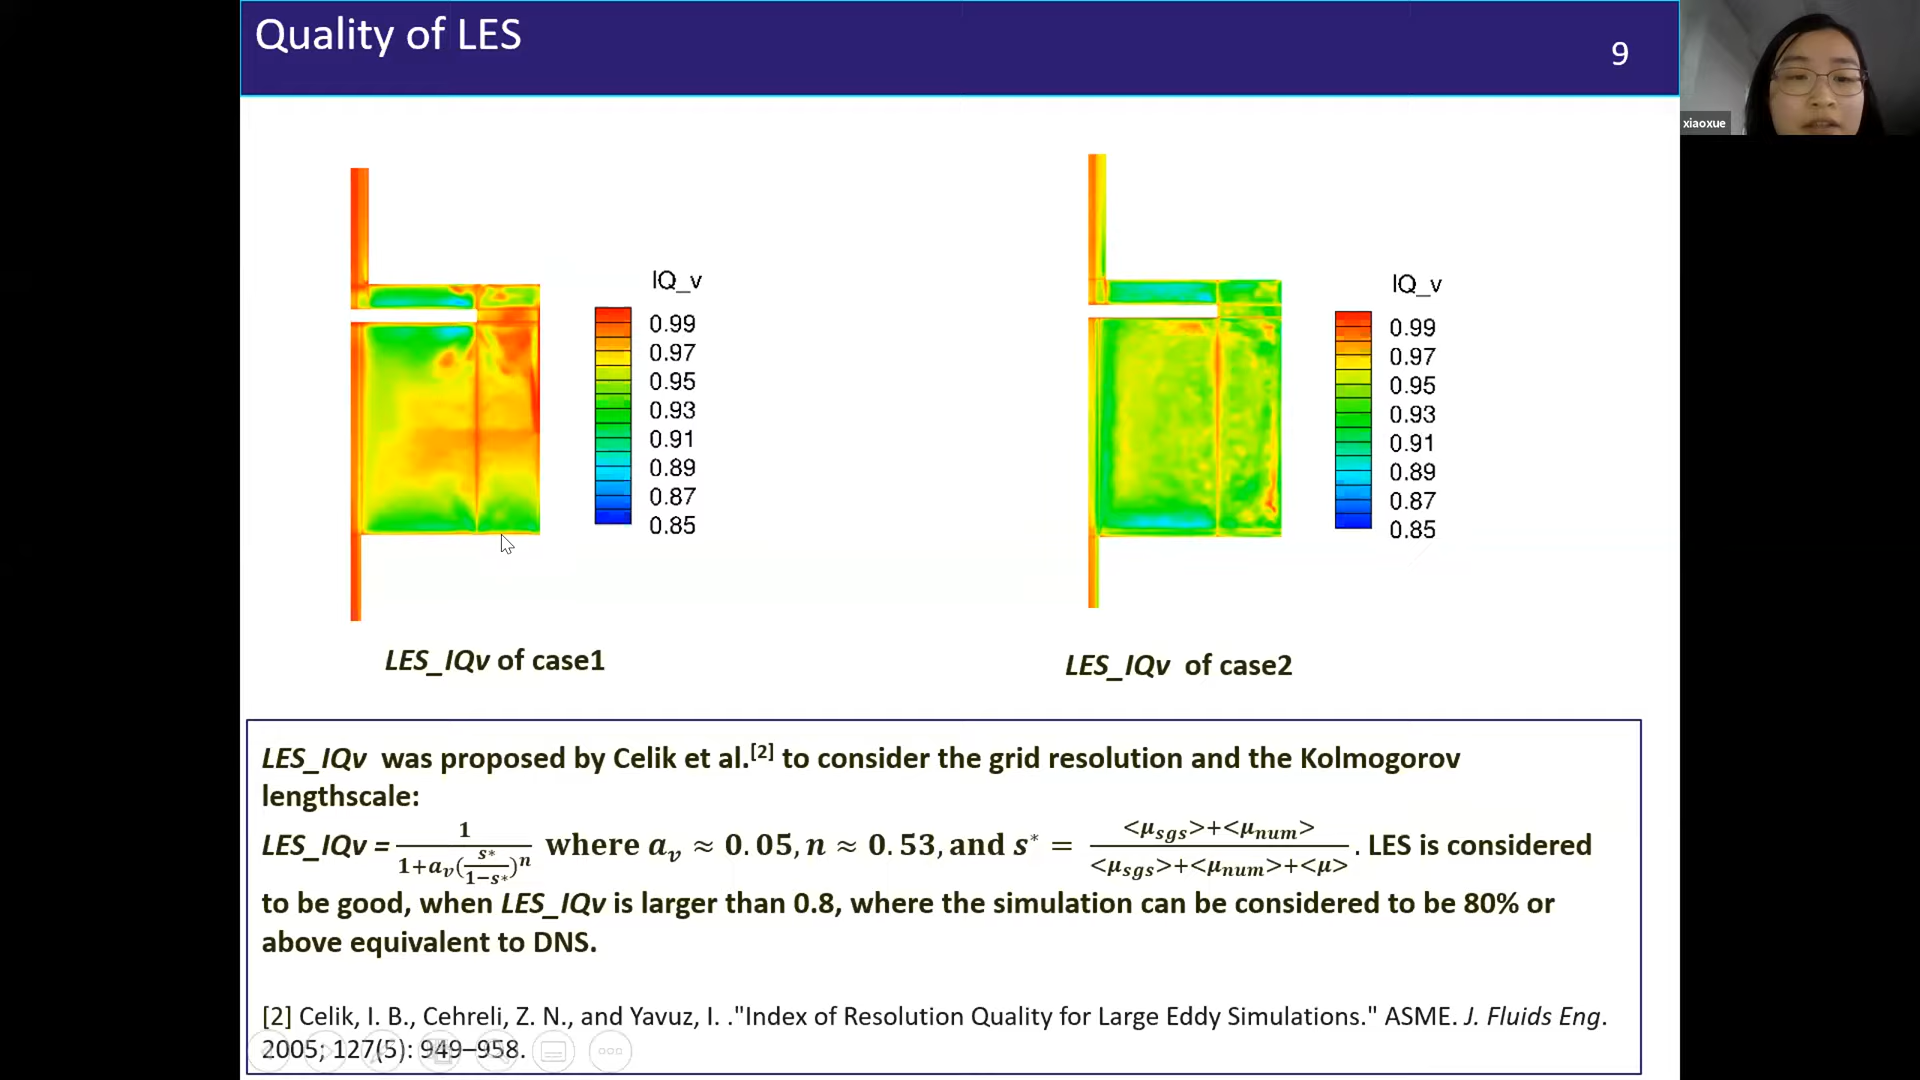 Quality of LES
9
xiaoxue
IQ_v
0.99
0.97
0.95
0.93
0.91
0.89
0.87
0.85
IQ_v
0.99
0.97
0.95
0.93
0.91
0.89
0.87
0.85
LES_IQv of case1
LES_IQv of case2
LES_IQv was proposed by Celik et al.[2] to consider the grid resolution and the Kolmogorov
lengthscale:
LES_IQv = 1/(1+a_v(s*/(1−s*))^n) where a_v ≈ 0.05, n ≈ 0.53, and s* = (<μ_sgs>+<μ_num>)/(<μ_sgs>+<μ_num>+<μ>) . LES is considered
to be good, when LES_IQv is larger than 0.8, where the simulation can be considered to be 80% or
above equivalent to DNS.
[2] Celik, I. B., Cehreli, Z. N., and Yavuz, I. ."Index of Resolution Quality for Large Eddy Simulations." ASME. J. Fluids Eng.
2005; 127(5): 949–958.